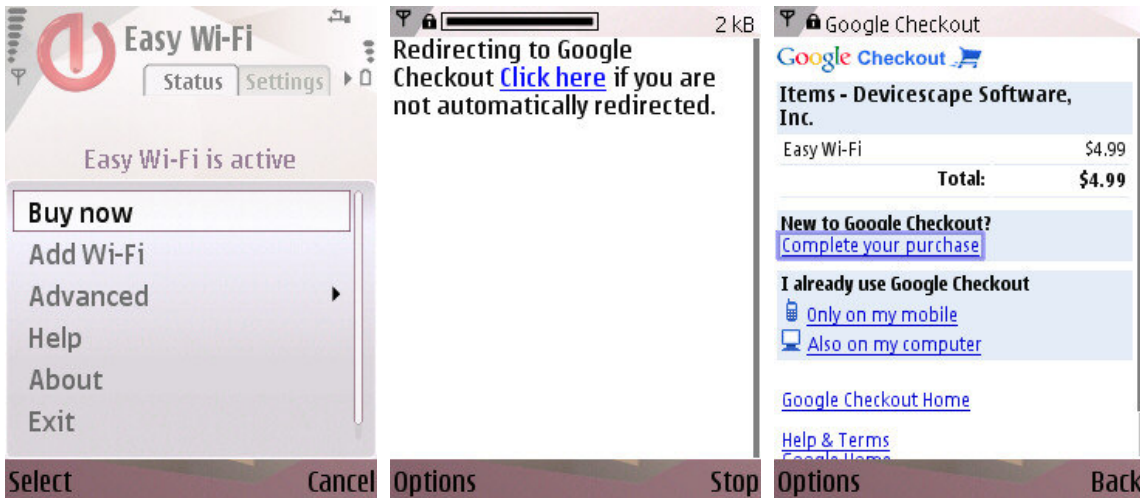 Easy Wi-Fi
Status Settings
Easy Wi-Fi is active
Buy now
Add Wi-Fi
Advanced
Help
About
Exit
Select Cancel
2 kB
Redirecting to Google
Checkout Click here if you are
not automatically redirected.
Options Stop
Google Checkout
Google Checkout
Items - Devicescape Software,
Inc.
Easy Wi-Fi $4.99
Total: $4.99
New to Google Checkout?
Complete your purchase
I already use Google Checkout
Only on my mobile
Also on my computer
Google Checkout Home
Help & Terms
Google Home
Options Back